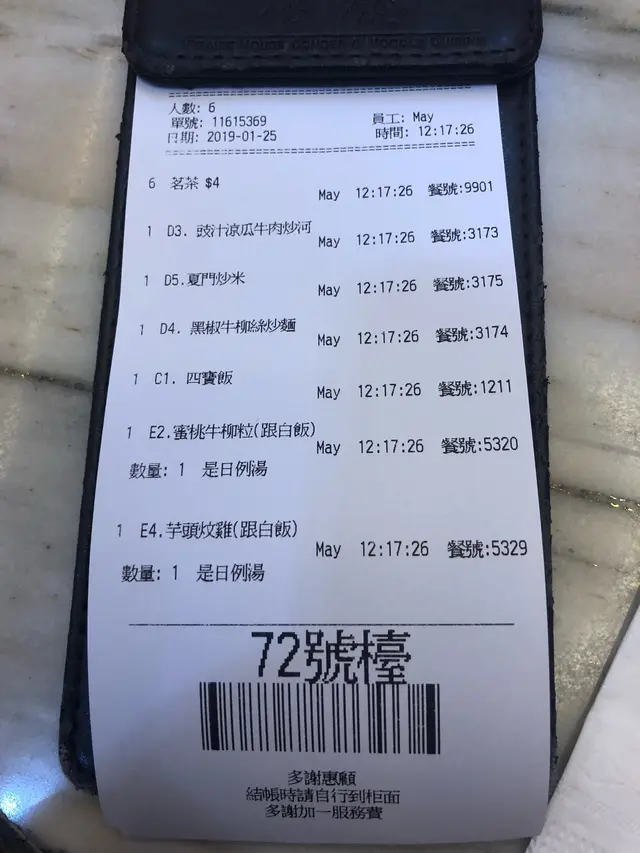 CONGEE & NOODLE CUISINE
人數: 6
單號: 11615369 員工: May
日期: 2019-01-25 時間: 12:17:26
6 茗茶 $4 May 12:17:26 餐號:9901
1 D3. 豉汁涼瓜牛肉炒河 May 12:17:26 餐號:3173
1 D5.夏門炒米 May 12:17:26 餐號:3175
1 D4. 黑椒牛柳絲炒麵 May 12:17:26 餐號:3174
1 C1. 四寶飯 May 12:17:26 餐號:1211
1 E2.蜜桃牛柳粒(跟白飯) May 12:17:26 餐號:5320
數量: 1 是日例湯
1 E4.芋頭炆雞(跟白飯) May 12:17:26 餐號:5329
數量: 1 是日例湯
72號檯
多謝惠顧
結帳時請自行到柜面
多謝加一服務費